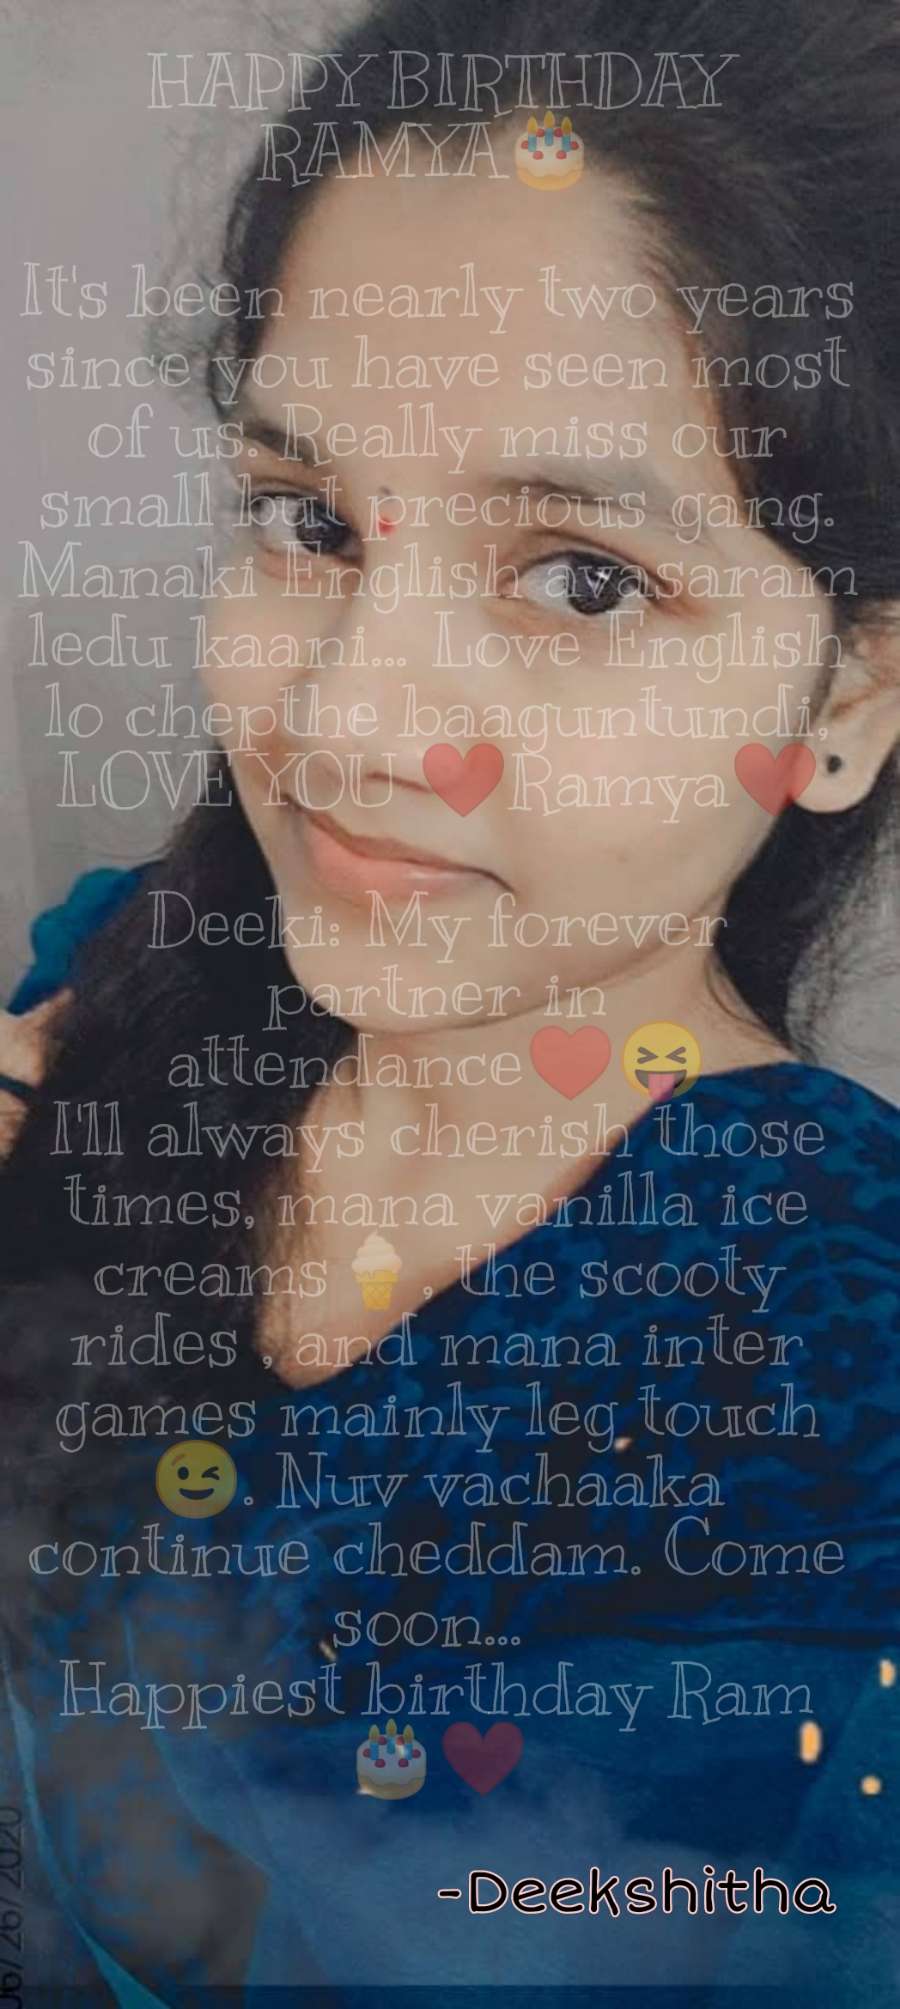 HAPPY BIRTHDAY
RAMYA🎂
It's been nearly two years
since you have seen most
of us. Really miss our
small but precious gang.
Manaki English avasaram
ledu kaani... Love English
lo chepthe baaguntundi,
LOVE YOU ♥️Ramya♥️
Deeki: My forever
partner in
attendance♥️😝
I'll always cherish those
times, mana vanilla ice
creams🍦, the scooty
rides , and mana inter
games mainly leg touch
😉. Nuv vachaaka
continue cheddam. Come
soon...
Happiest birthday Ram
🎂♥️
-Deekshitha
06/26/2020